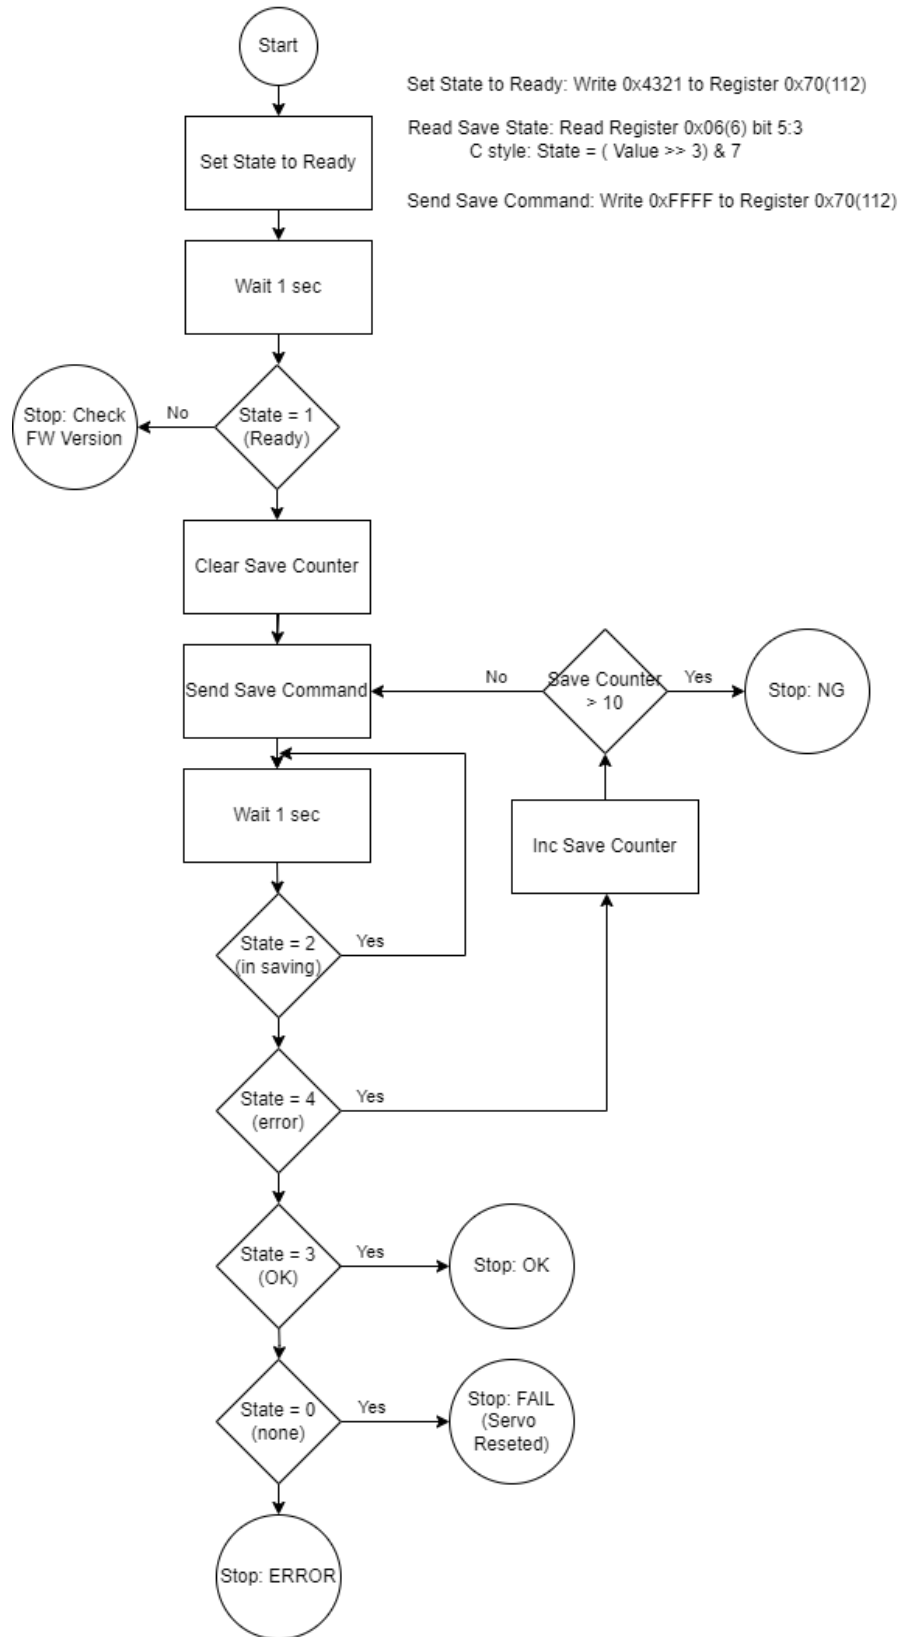 Start
Set State to Ready: Write 0x4321 to Register 0x70(112)
Read Save State: Read Register 0x06(6) bit 5:3
C style: State = ( Value >> 3) & 7
Set State to Ready
Send Save Command: Write 0xFFFF to Register 0x70(112)
Wait 1 sec
Stop: Check
FW Version
No
State = 1
(Ready)
Clear Save Counter
Send Save Command
No
Save Counter
> 10
Yes
Stop: NG
Wait 1 sec
Inc Save Counter
State = 2
(in saving)
Yes
State = 4
(error)
Yes
State = 3
(OK)
Yes
Stop: OK
State = 0
(none)
Yes
Stop: FAIL
(Servo
Reseted)
Stop: ERROR